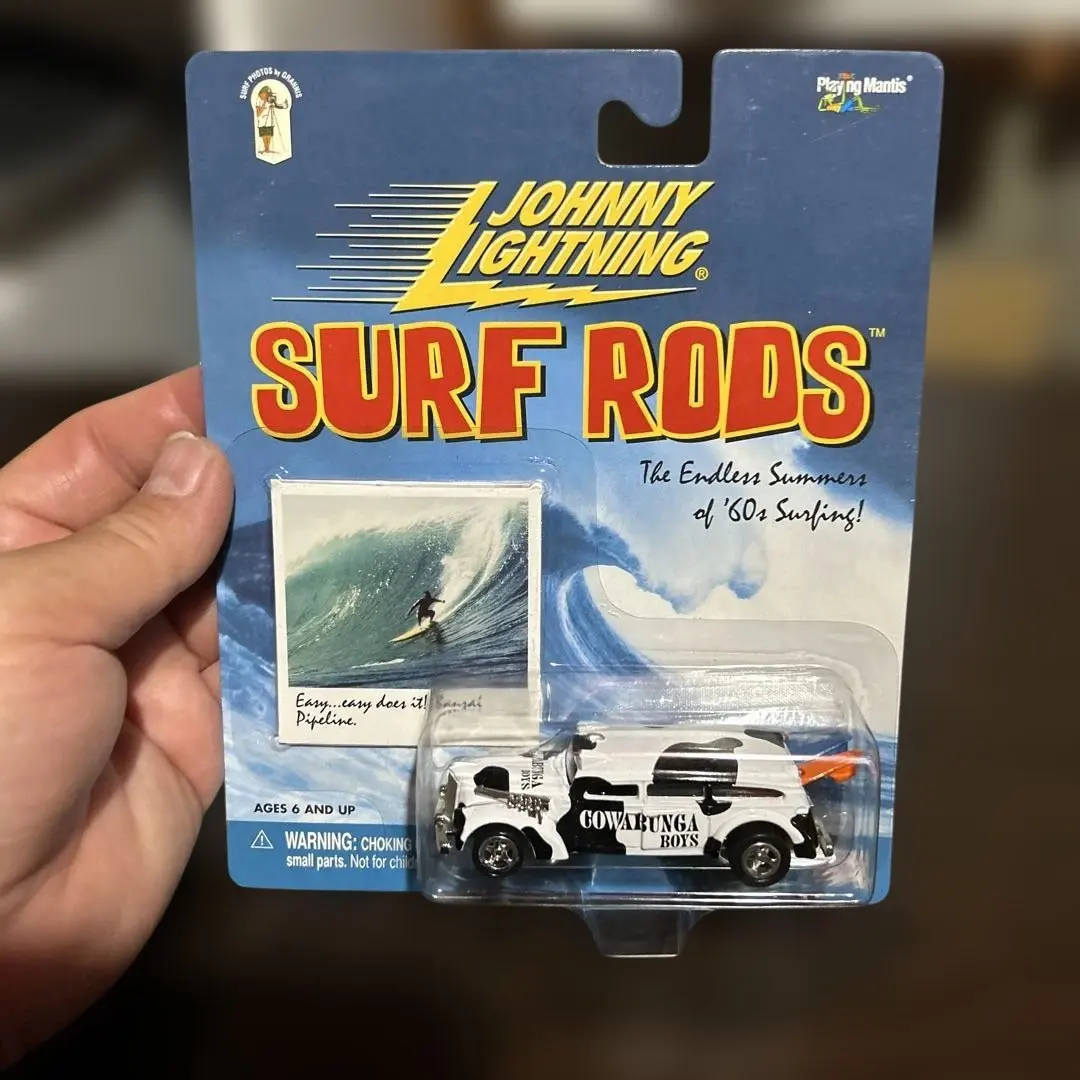 SURF PHOTOS by GRANNIS
Playing Mantis®
JOHNNY
LIGHTNING®
SURF RODS™
The Endless Summers
of '60s Surfing!
Easy...easy does it! Banzai
Pipeline.
AGES 6 AND UP
WARNING: CHOKING
small parts. Not for child
COWABUNGA
BOYS